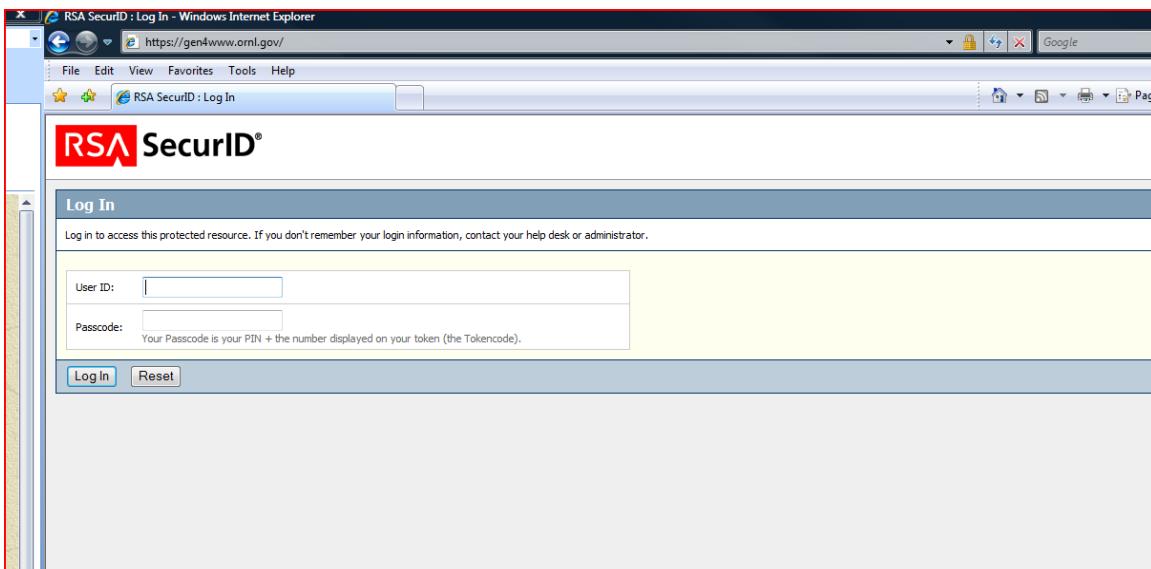 X
RSA SecurID : Log In - Windows Internet Explorer
https://gen4www.ornl.gov/
Google
File Edit View Favorites Tools Help
RSA SecurID : Log In
Pag
RSA SecurID®
Log In
Log in to access this protected resource. If you don't remember your login information, contact your help desk or administrator.
User ID:
Passcode:
Your Passcode is your PIN + the number displayed on your token (the Tokencode).
Log In Reset